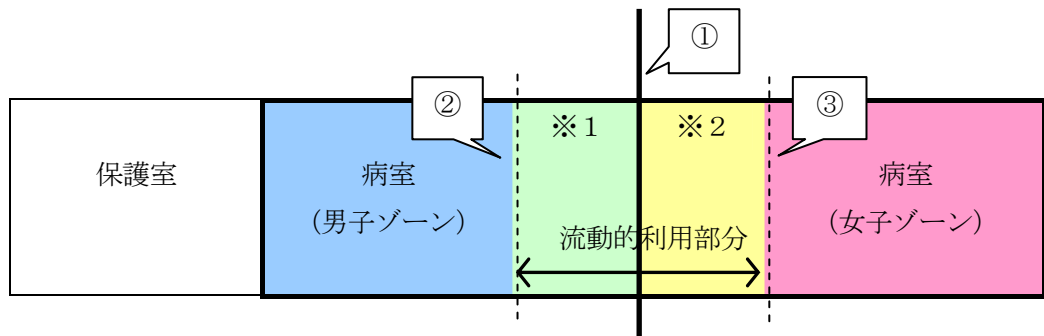 ①
②
③
※1
※2
保護室
病室
（男子ゾーン）
病室
（女子ゾーン）
流動的利用部分